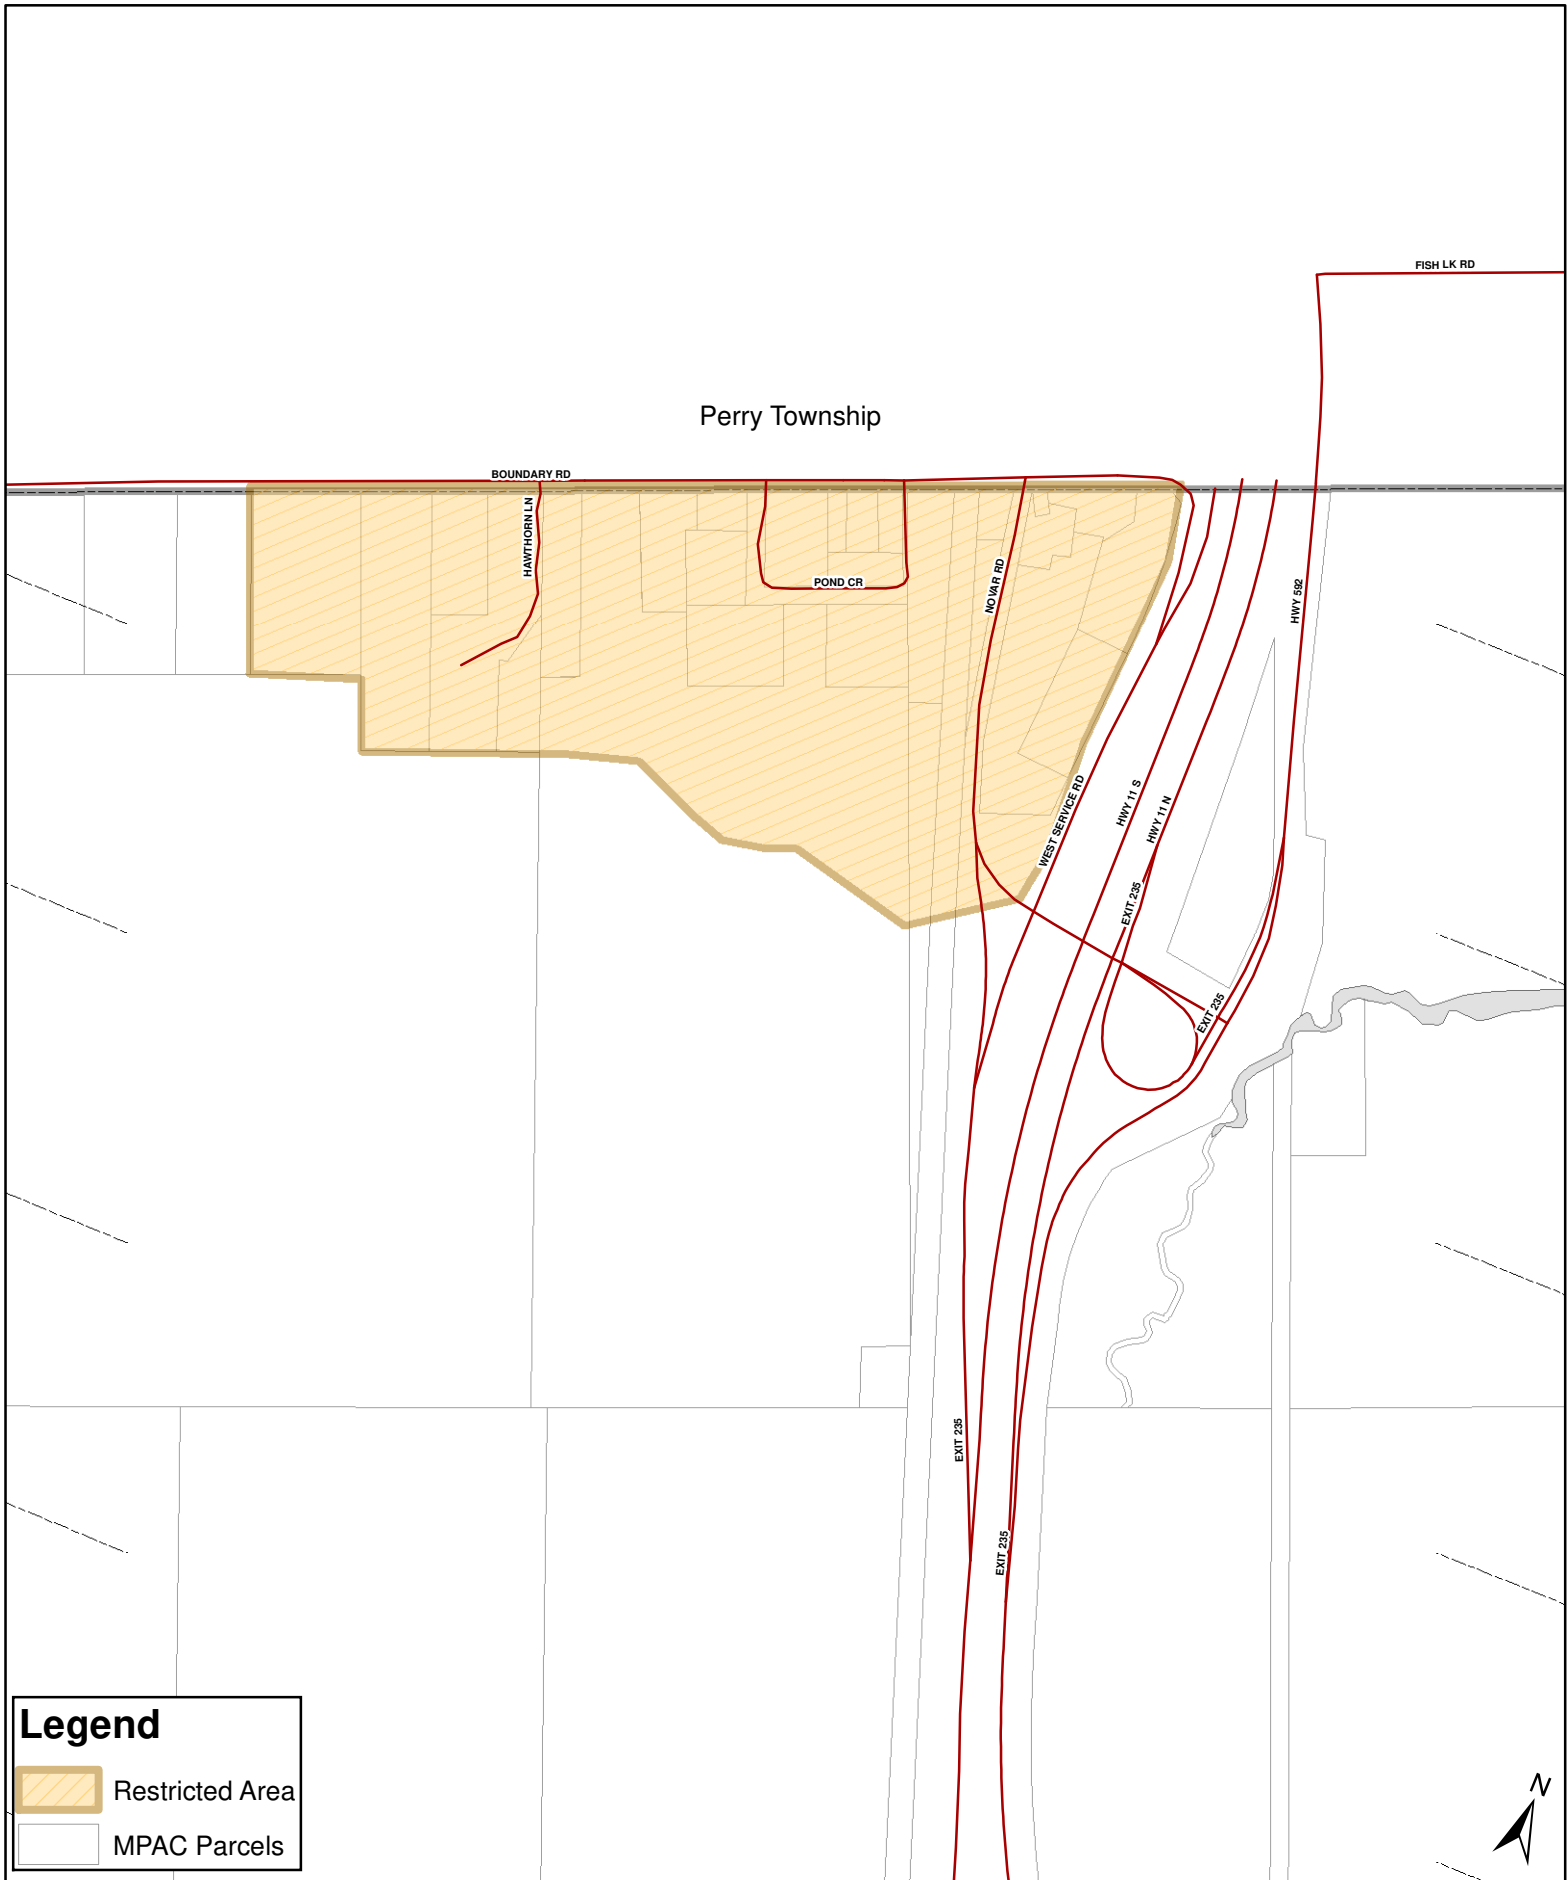 FISH LK RD
Perry Township
BOUNDARY RD
HAWTHORN LN
POND CR
NOVAR RD
HWY 592
WEST SERVICE RD
HWY 11 S
HWY 11 N
EXIT 235
EXIT 235
EXIT 235
EXIT 235
Legend
Restricted Area
MPAC Parcels
N